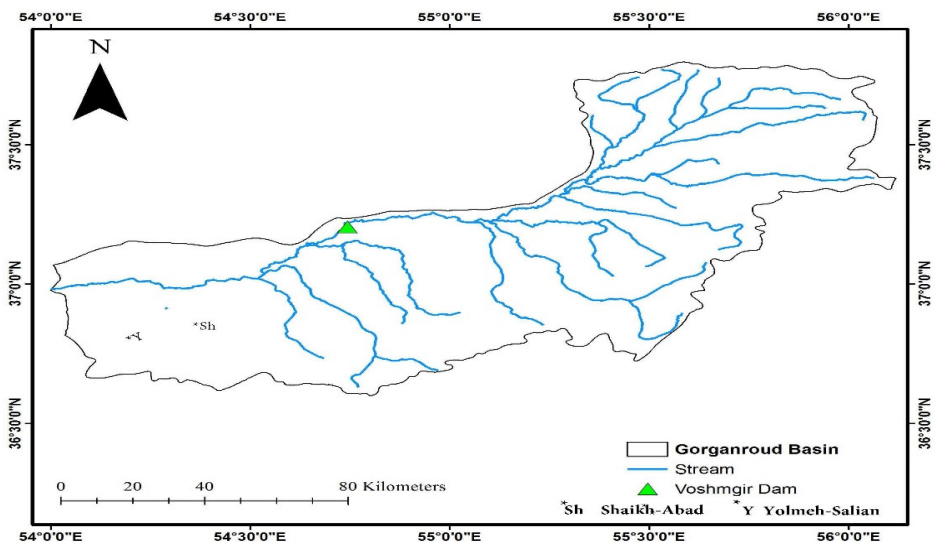 54°0'0"E 54°30'0"E 55°0'0"E 55°30'0"E 56°0'0"E
N
37°30'0"N 37°30'0"N
37°0'0"N 37°0'0"N
*Sh
*Y
36°30'0"N 36°30'0"N
Gorganroud Basin
Stream
0 20 40 80 Kilometers
Voshmgir Dam
*Sh Shaikh-Abad *Y Yolmeh-Salian
54°0'0"E 54°30'0"E 55°0'0"E 55°30'0"E 56°0'0"E